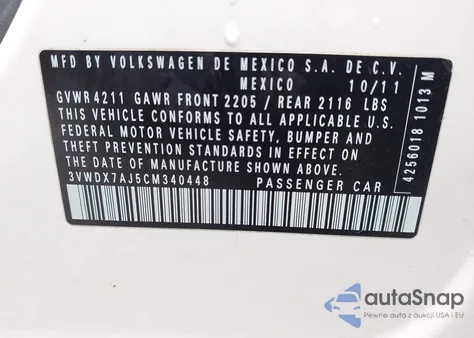 MFD BY VOLKSWAGEN DE MEXICO S.A. DE C.V.
MEXICO 10/11
GVWR 4211 GAWR FRONT 2205 / REAR 2116 LBS
THIS VEHICLE CONFORMS TO ALL APPLICABLE U.S.
FEDERAL MOTOR VEHICLE SAFETY, BUMPER AND
THEFT PREVENTION STANDARDS IN EFFECT ON
THE DATE OF MANUFACTURE SHOWN ABOVE.
3VWDX7AJ5CM340448 PASSENGER CAR
4256018 1013 M
autoSnap
Pewne auta z aukcji USA i EU